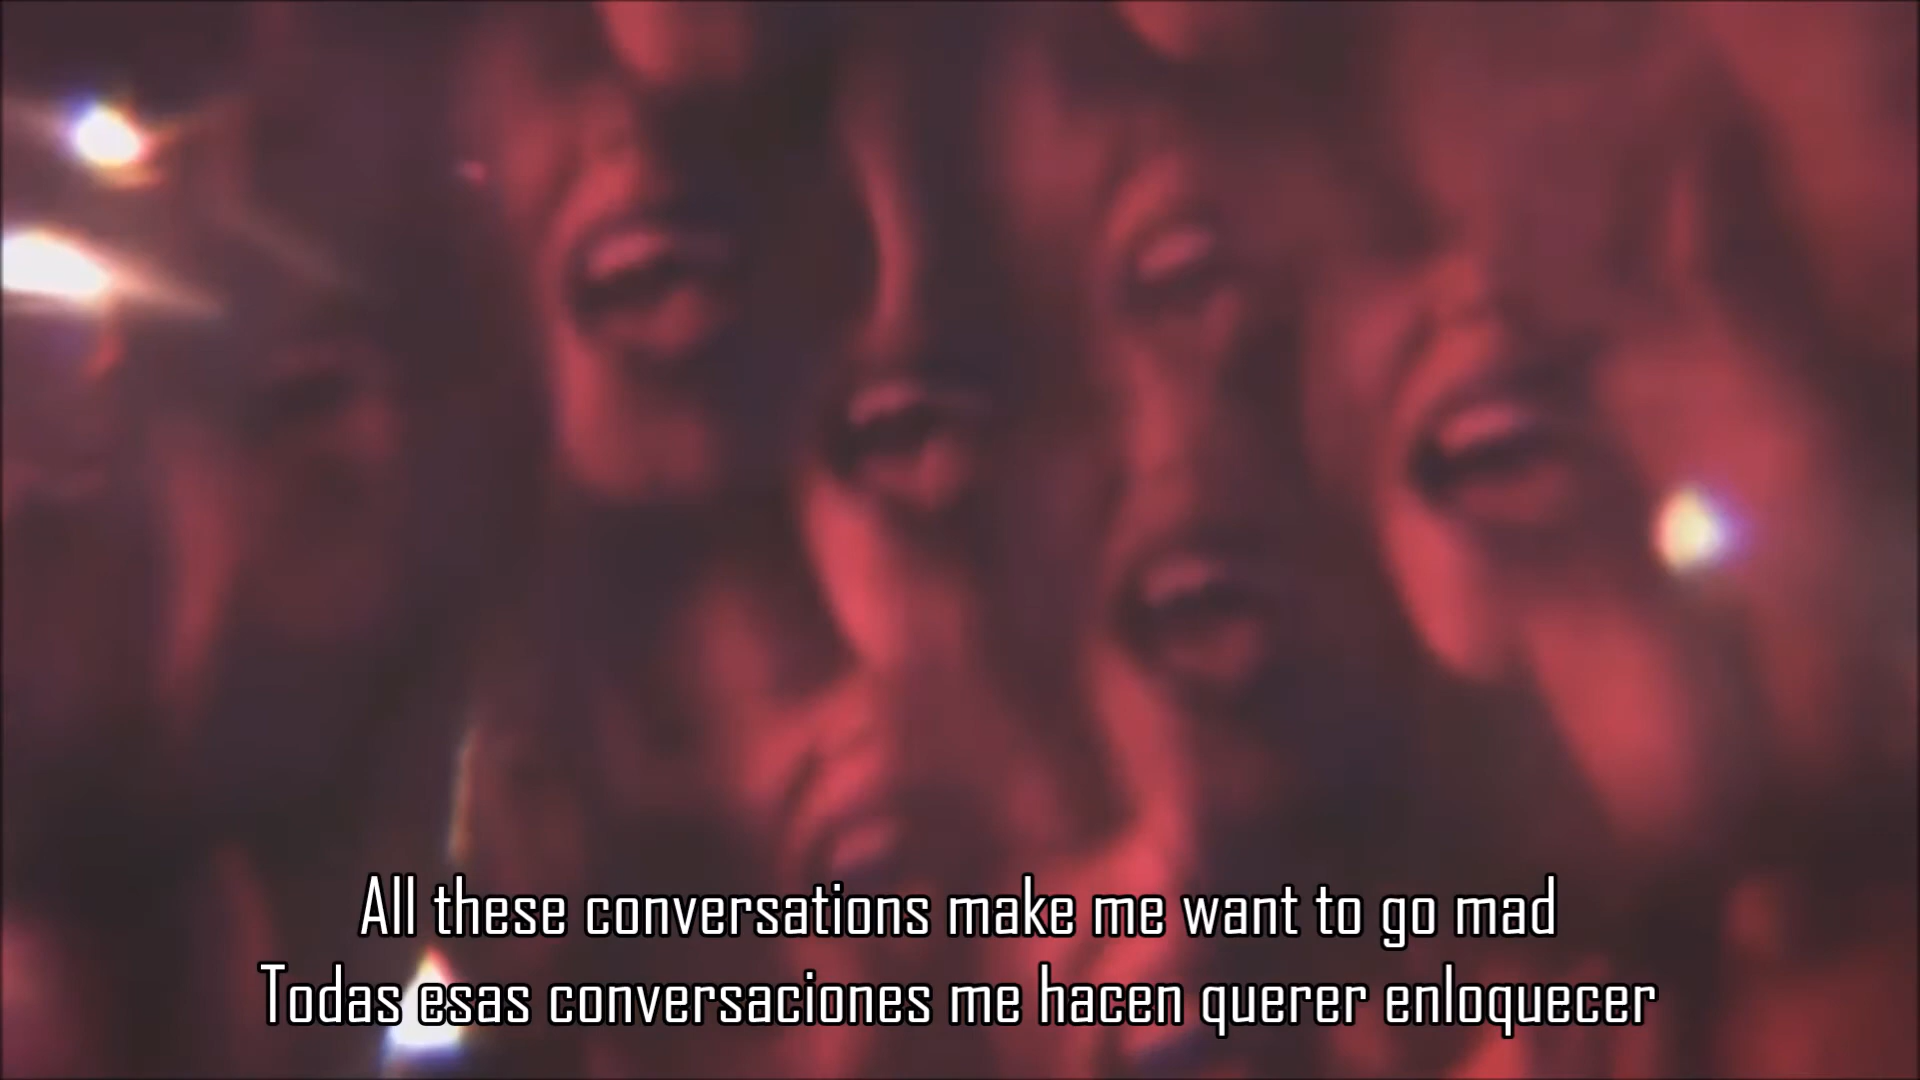 All these conversations make me want to go mad
Todas esas conversaciones me hacen querer enloquecer